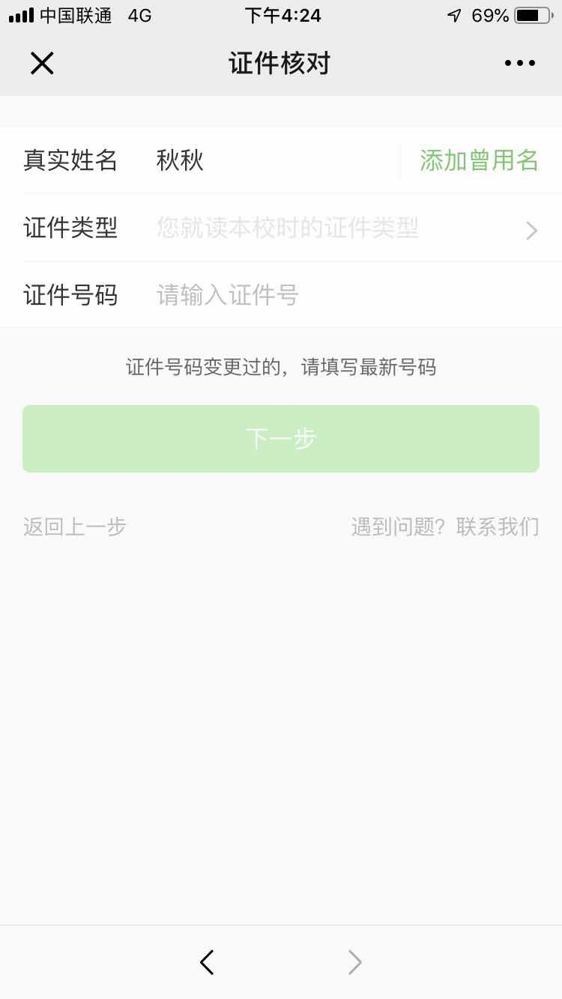 中国联通 4G 下午4:24 69%
证件核对
真实姓名 秋秋 添加曾用名
证件类型 您就读本校时的证件类型
证件号码 请输入证件号
证件号码变更过的，请填写最新号码
下一步
返回上一步 遇到问题？联系我们